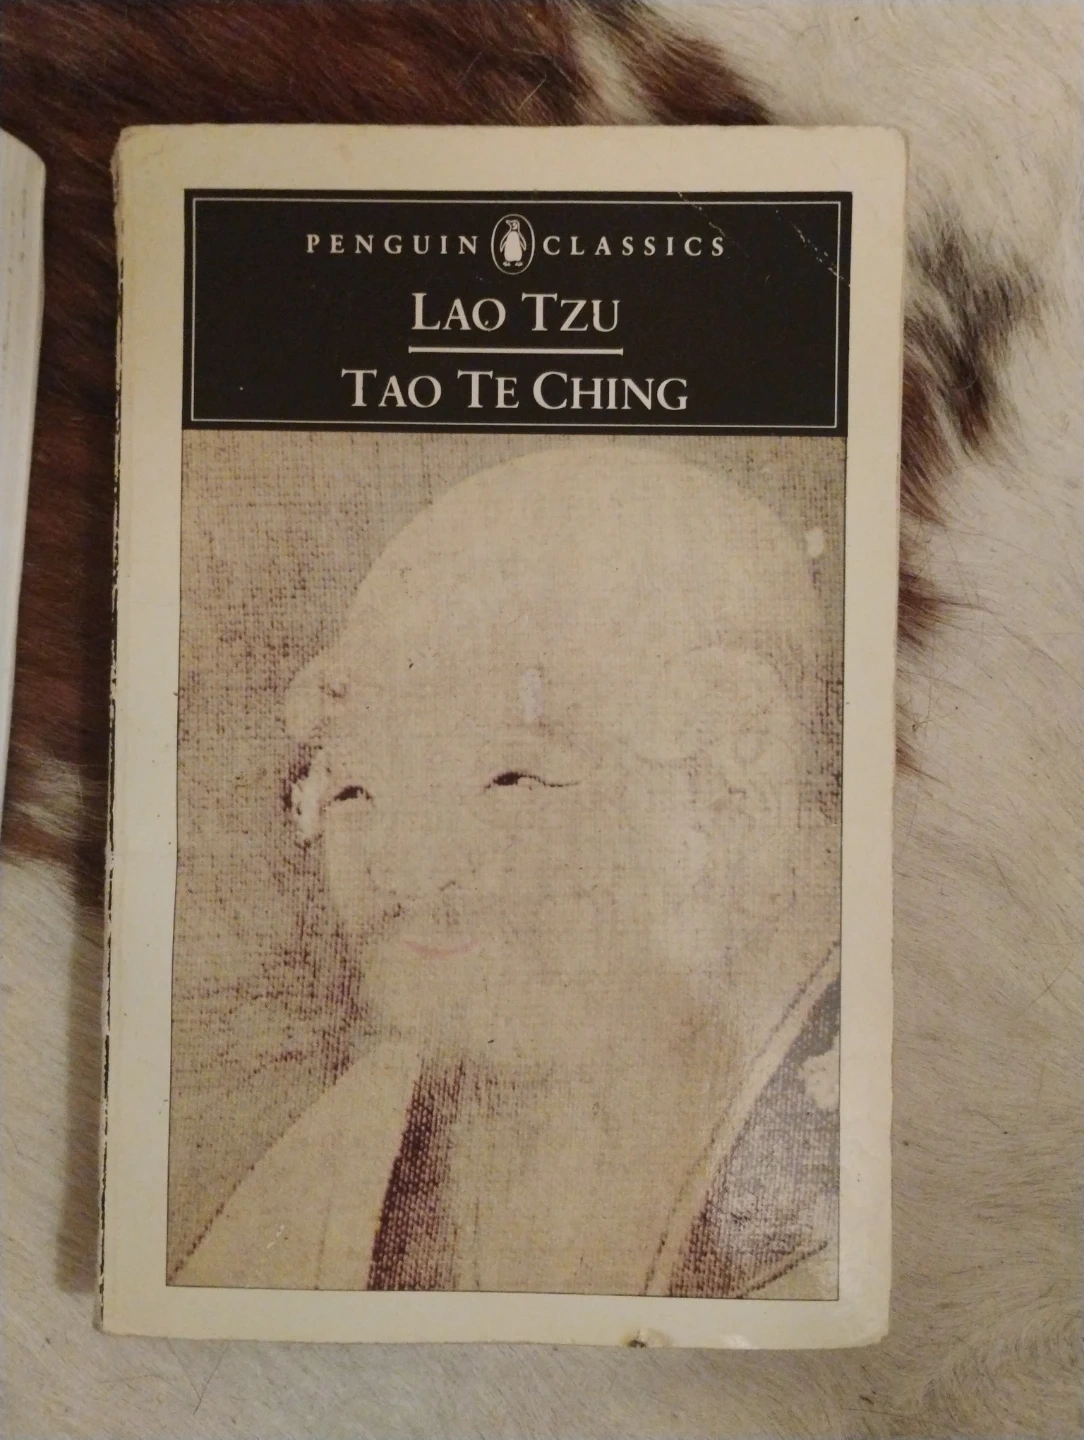 PENGUIN CLASSICS
LAO TZU
TAO TE CHING